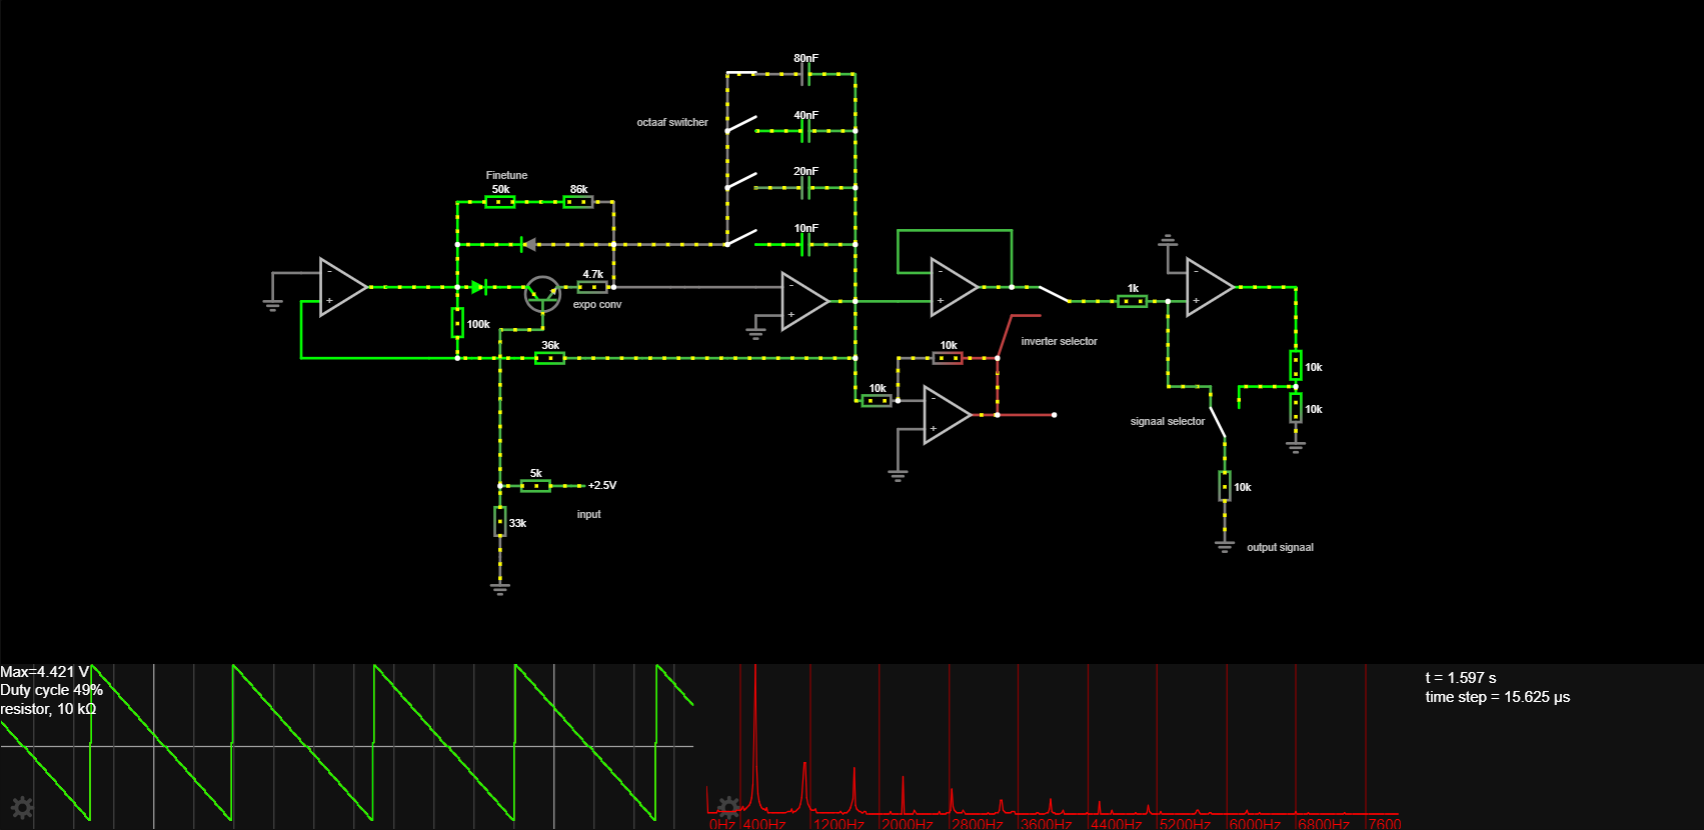 80nF
octaaf switcher
40nF
Finetune
50k
86k
20nF
10nF
4.7k
expo conv
100k
36k
1k
10k
inverter selector
10k
10k
10k
signaal selector
5k
+2.5V
input
33k
10k
output signaal
Max=4.421 V
Duty cycle 49%
resistor, 10 kΩ
t = 1.597 s
time step = 15.625 µs
0Hz 400Hz 1200Hz 2000Hz 2800Hz 3600Hz 4400Hz 5200Hz 6000Hz 6800Hz 7600